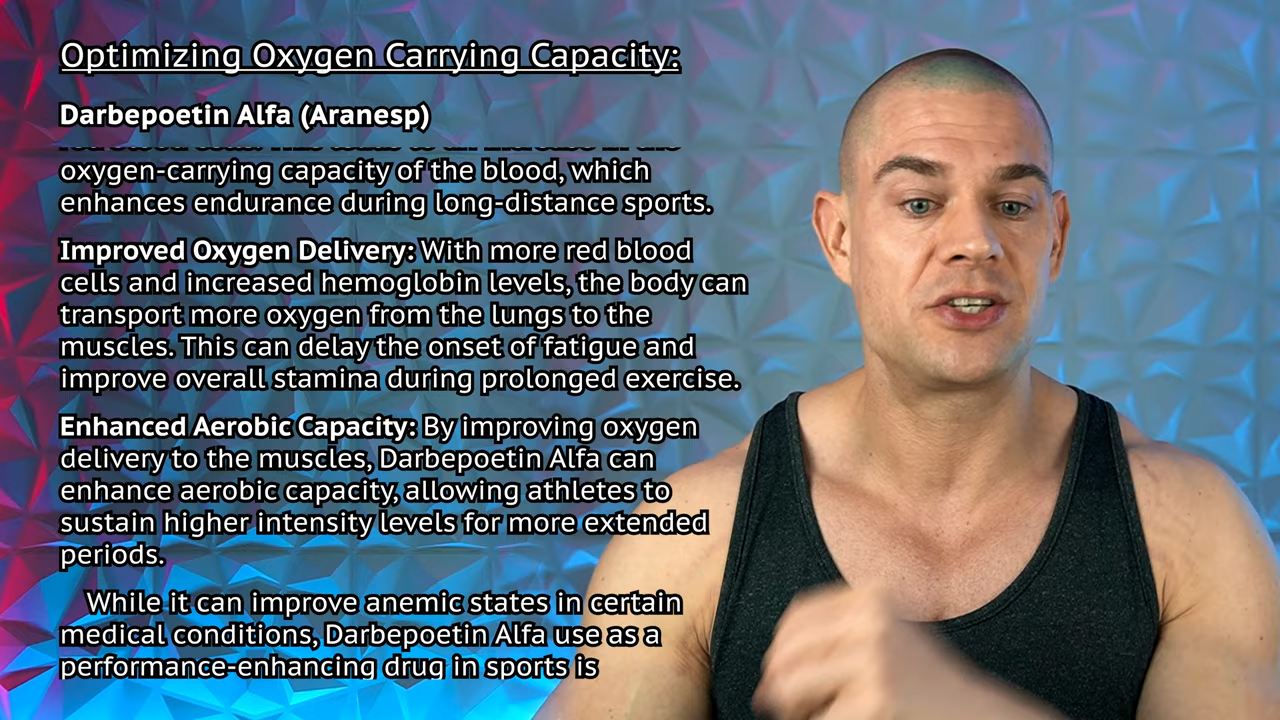 Optimizing Oxygen Carrying Capacity:
Darbepoetin Alfa (Aranesp)
oxygen-carrying capacity of the blood, which
enhances endurance during long-distance sports.
Improved Oxygen Delivery: With more red blood
cells and increased hemoglobin levels, the body can
transport more oxygen from the lungs to the
muscles. This can delay the onset of fatigue and
improve overall stamina during prolonged exercise.
Enhanced Aerobic Capacity: By improving oxygen
delivery to the muscles, Darbepoetin Alfa can
enhance aerobic capacity, allowing athletes to
sustain higher intensity levels for more extended
periods.
While it can improve anemic states in certain
medical conditions, Darbepoetin Alfa use as a
performance-enhancing drug in sports is